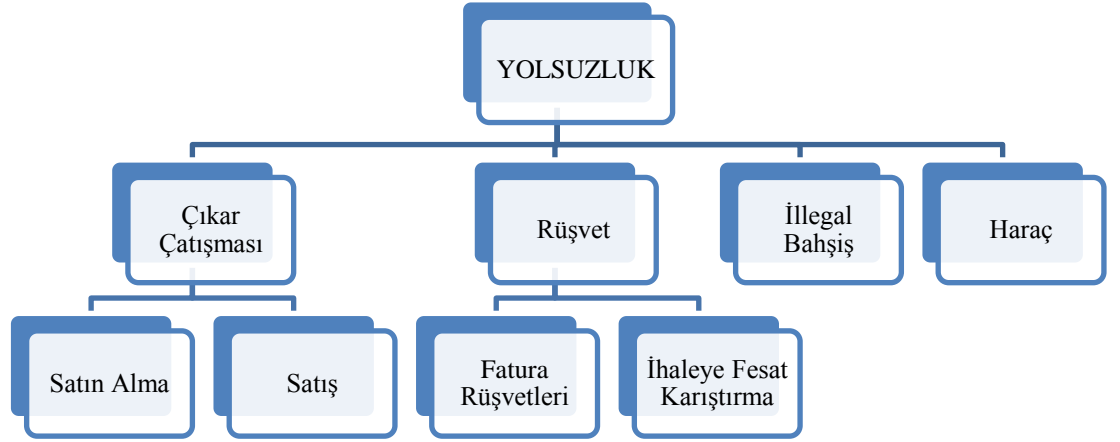 YOLSUZLUK
Çıkar
Çatışması
Rüşvet
İllegal
Bahşiş
Haraç
Satın Alma
Satış
Fatura
Rüşvetleri
İhaleye Fesat
Karıştırma